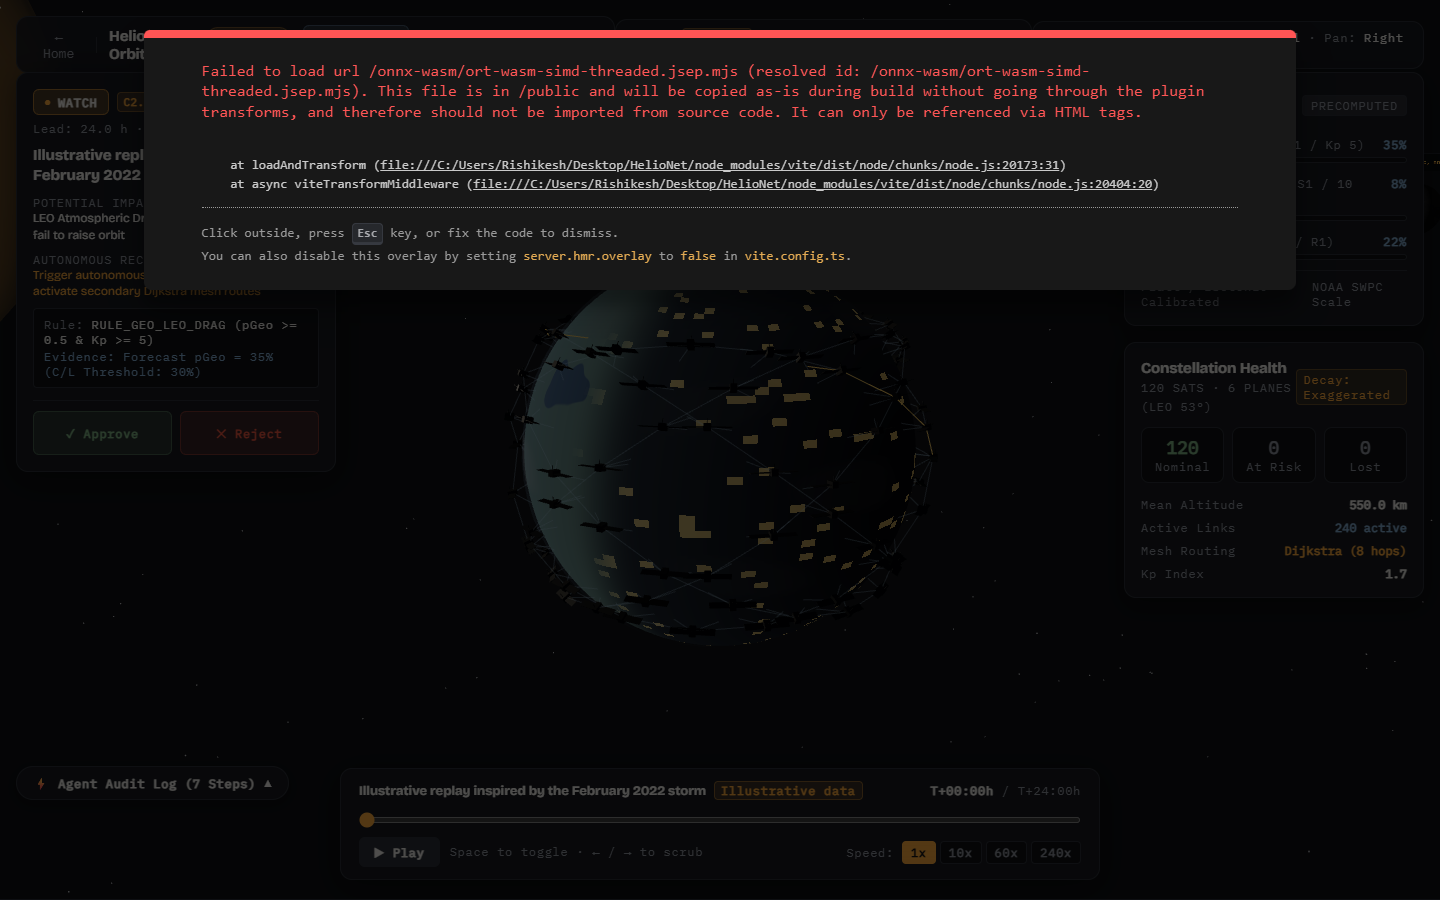 Failed to load url /onnx-wasm/ort-wasm-simd-threaded.jsep.mjs (resolved id: /onnx-wasm/ort-wasm-simd-
threaded.jsep.mjs). This file is in /public and will be copied as-is during build without going through the plugin
transforms, and therefore should not be imported from source code. It can only be referenced via HTML tags.
at loadAndTransform (file:///C:/Users/Rishikesh/Desktop/HelioNet/node_modules/vite/dist/node/chunks/node.js:20173:31)
at async viteTransformMiddleware (file:///C:/Users/Rishikesh/Desktop/HelioNet/node_modules/vite/dist/node/chunks/node.js:20404:20)
Click outside, press Esc key, or fix the code to dismiss.
You can also disable this overlay by setting server.hmr.overlay to false in vite.config.ts.
←
Home
Helio
Orbit
· Pan: Right
WATCH
C2.
Lead: 24.0 h ·
Illustrative repl
February 2022
POTENTIAL IMPA
LEO Atmospheric Dr
fail to raise orbit
AUTONOMOUS REC
Trigger autonomous
activate secondary Dijkstra mesh routes
Rule: RULE_GEO_LEO_DRAG (pGeo >=
0.5 & Kp >= 5)
Evidence: Forecast pGeo = 35%
(C/L Threshold: 30%)
✓ Approve
✕ Reject
PRECOMPUTED
1 / Kp 5) 35%
S1 / 10 8%
/ R1) 22%
NOAA SWPC
Calibrated Scale
Constellation Health
120 SATS · 6 PLANES
(LEO 53°)
Decay:
Exaggerated
120 0 0
Nominal At Risk Lost
Mean Altitude 550.0 km
Active Links 240 active
Mesh Routing Dijkstra (8 hops)
Kp Index 1.7
Agent Audit Log (7 Steps) ▲
Illustrative replay inspired by the February 2022 storm Illustrative data T+00:00h / T+24:00h
▶ Play Space to toggle · ← / → to scrub Speed: 1x 10x 60x 240x